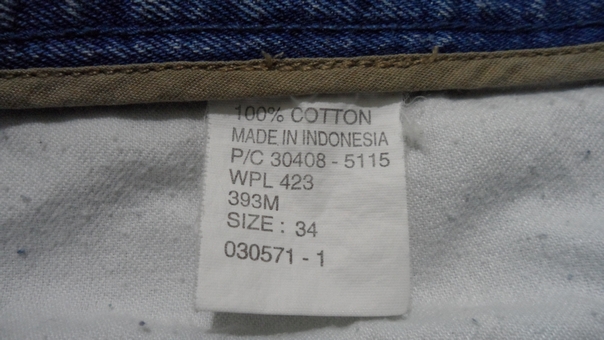 100% COTTON
MADE IN INDONESIA
P/C 30408 - 5115
WPL 423
393M
SIZE : 34
030571 - 1